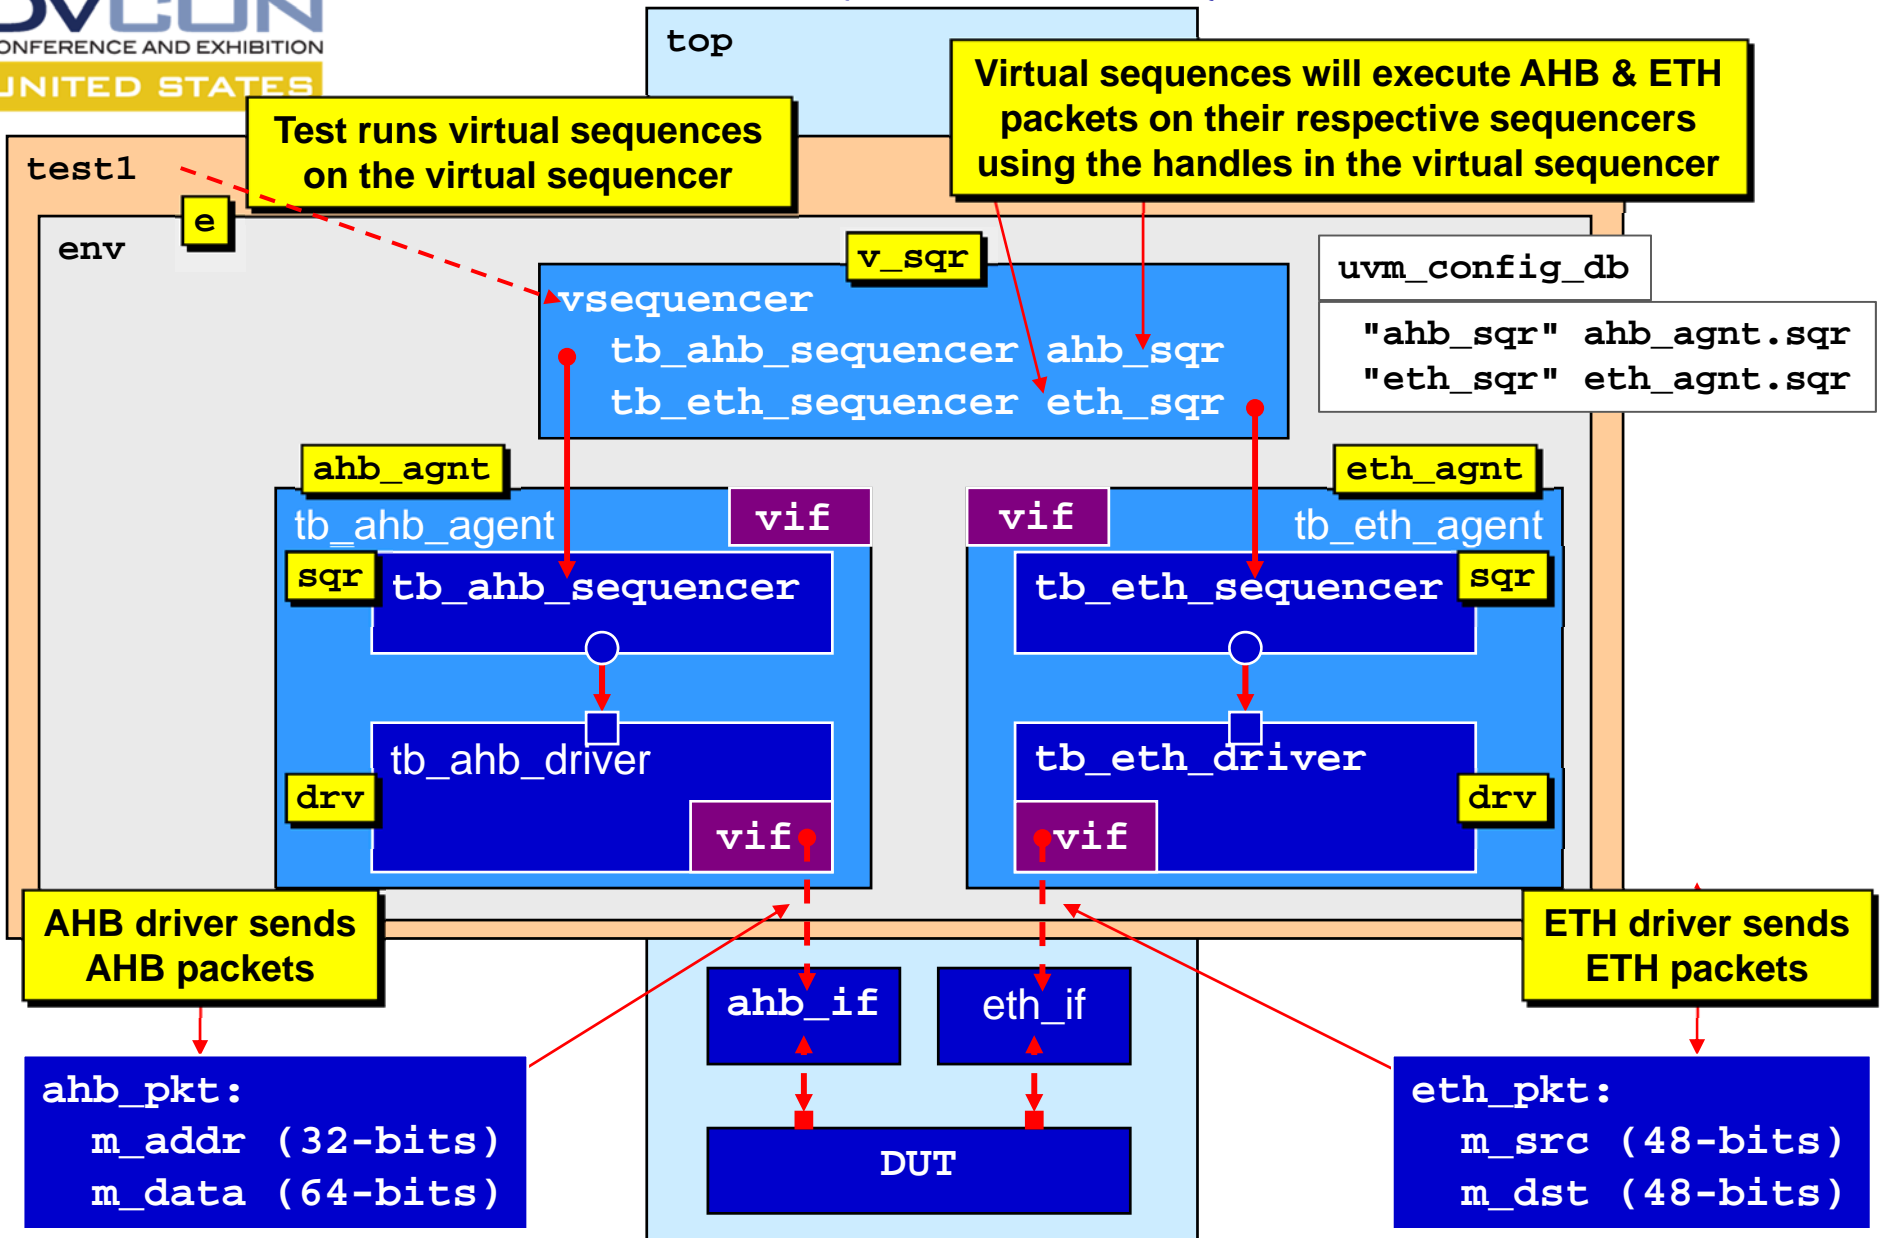 DVCON
CONFERENCE AND EXHIBITION
UNITED STATES
top
Virtual sequences will execute AHB & ETH
packets on their respective sequencers
using the handles in the virtual sequencer
Test runs virtual sequences
on the virtual sequencer
test1
e
env
v_sqr
uvm_config_db
"ahb_sqr" ahb_agnt.sqr
"eth_sqr" eth_agnt.sqr
vsequencer
tb_ahb_sequencer ahb_sqr
tb_eth_sequencer eth_sqr
ahb_agnt
eth_agnt
tb_ahb_agent
vif
vif
tb_eth_agent
sqr
tb_ahb_sequencer
tb_eth_sequencer
sqr
tb_ahb_driver
tb_eth_driver
drv
drv
vif
vif
AHB driver sends
AHB packets
ETH driver sends
ETH packets
ahb_if
eth_if
ahb_pkt:
m_addr (32-bits)
m_data (64-bits)
DUT
eth_pkt:
m_src (48-bits)
m_dst (48-bits)